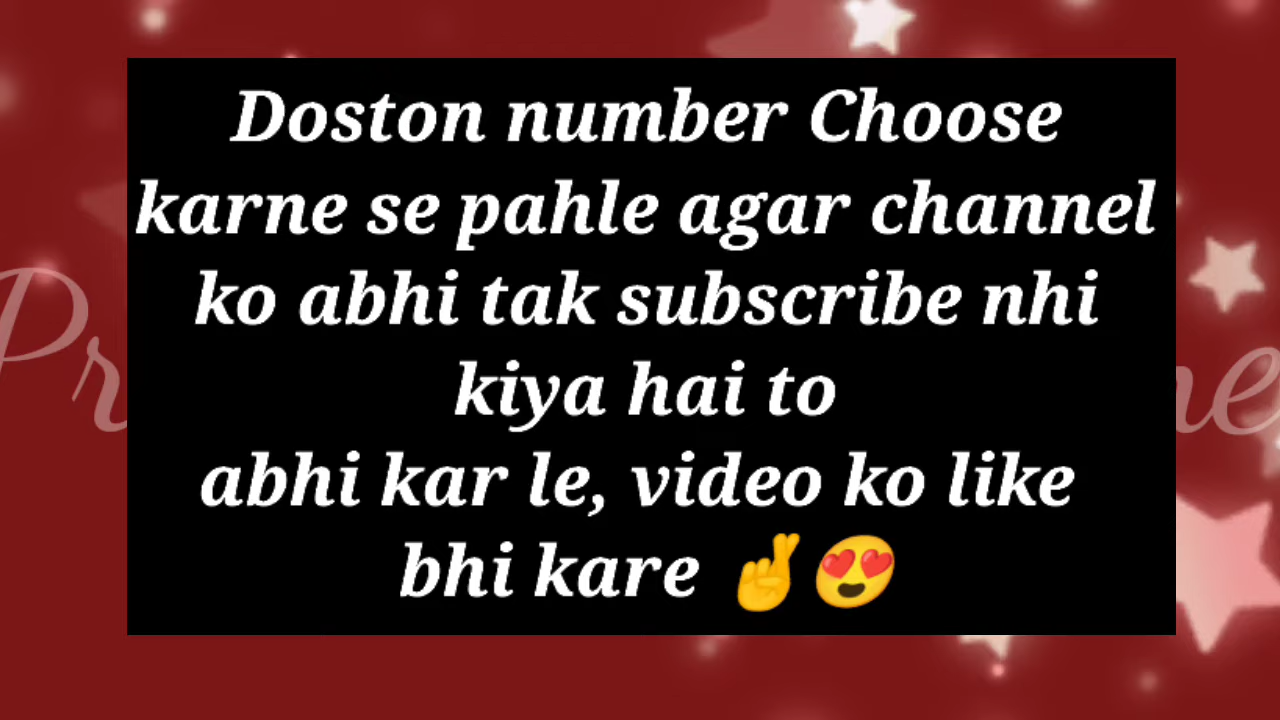 Doston number Choose
karne se pahle agar channel
ko abhi tak subscribe nhi
kiya hai to
abhi kar le, video ko like
bhi kare 🤞😍